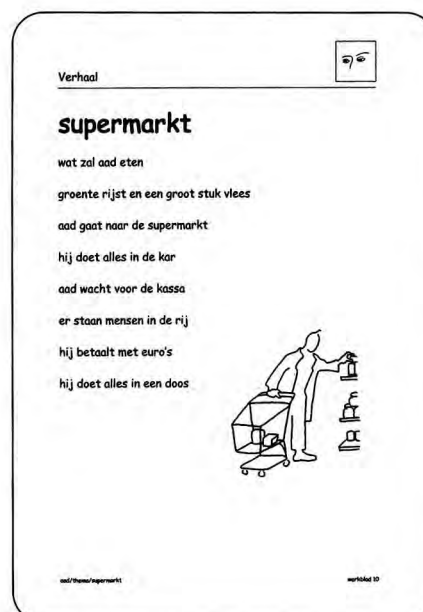 Verhaal
supermarkt
wat zal aad eten
groente rijst en een groot stuk vlees
aad gaat naar de supermarkt
hij doet alles in de kar
aad wacht voor de kassa
er staan mensen in de rij
hij betaalt met euro's
hij doet alles in een doos
aad/thema/supermarkt
werkblad 10